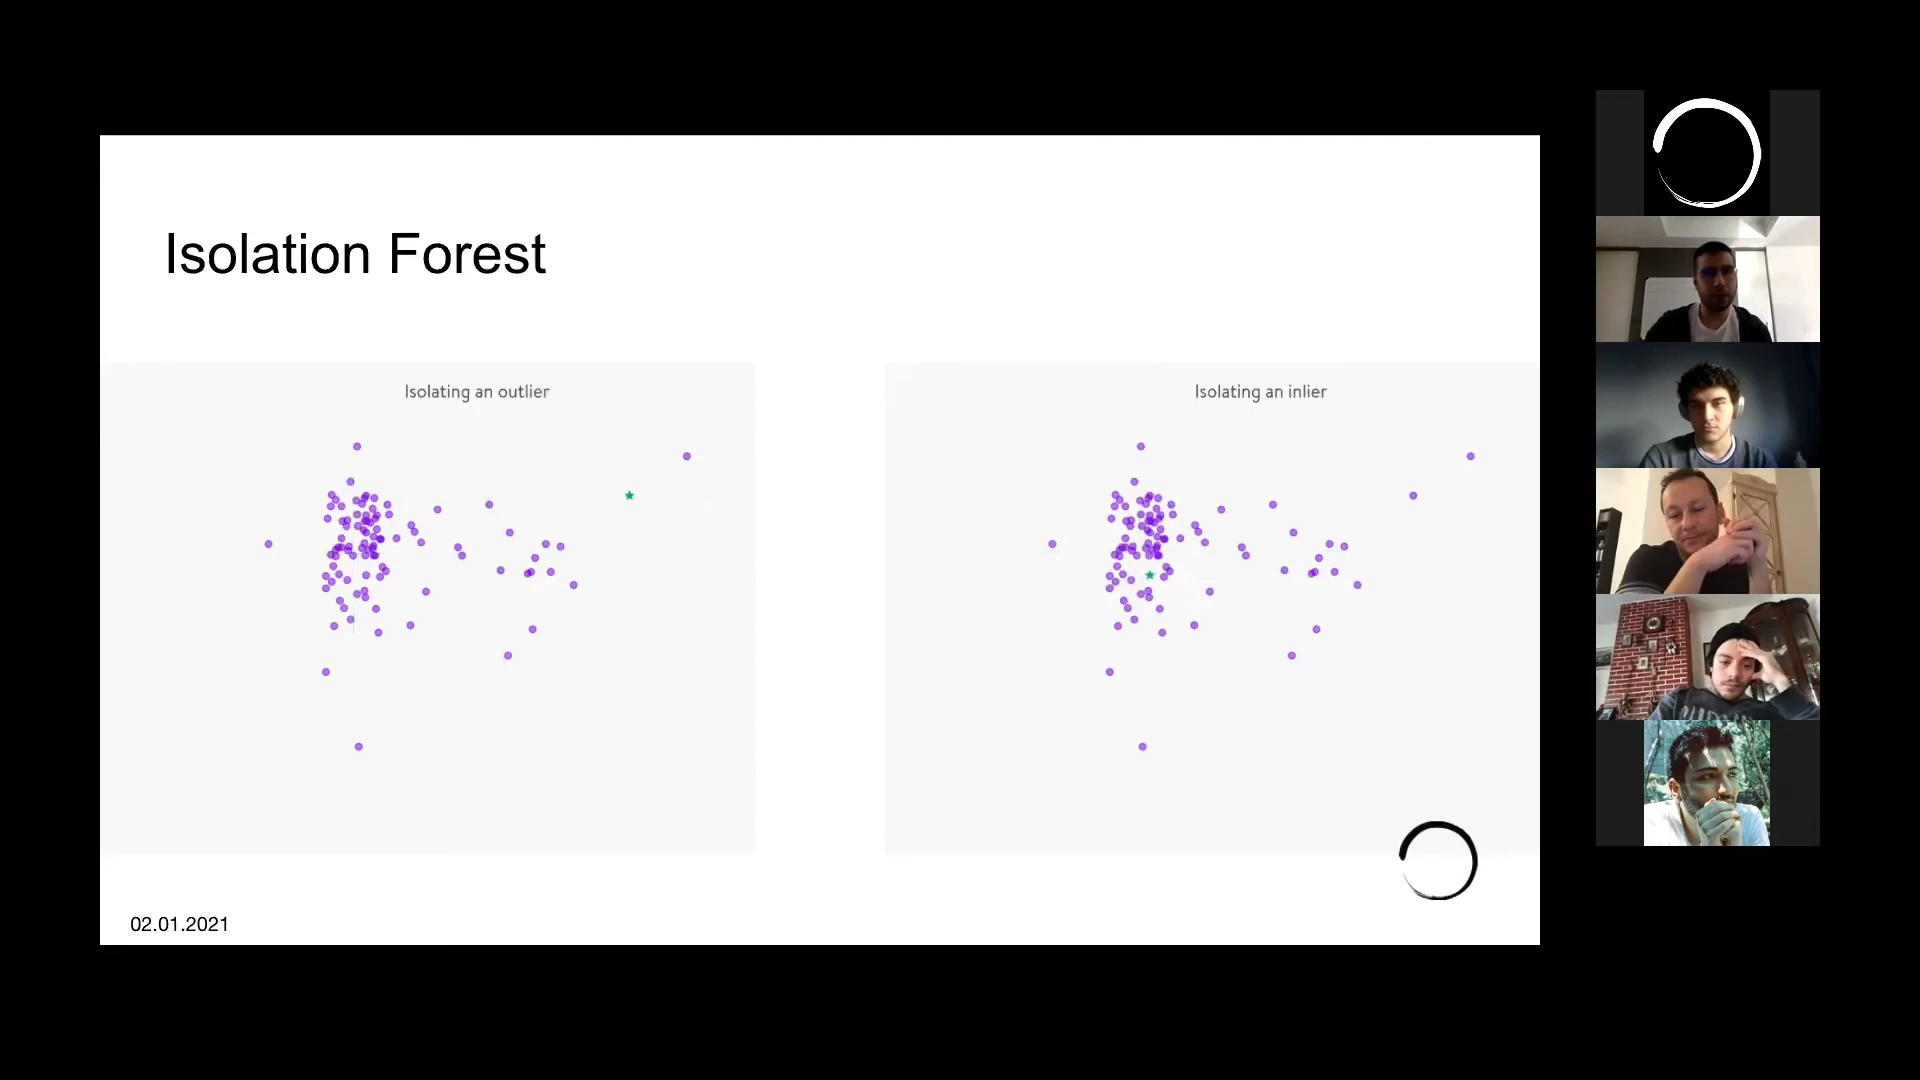 Isolation Forest
Isolating an outlier
Isolating an inlier
02.01.2021